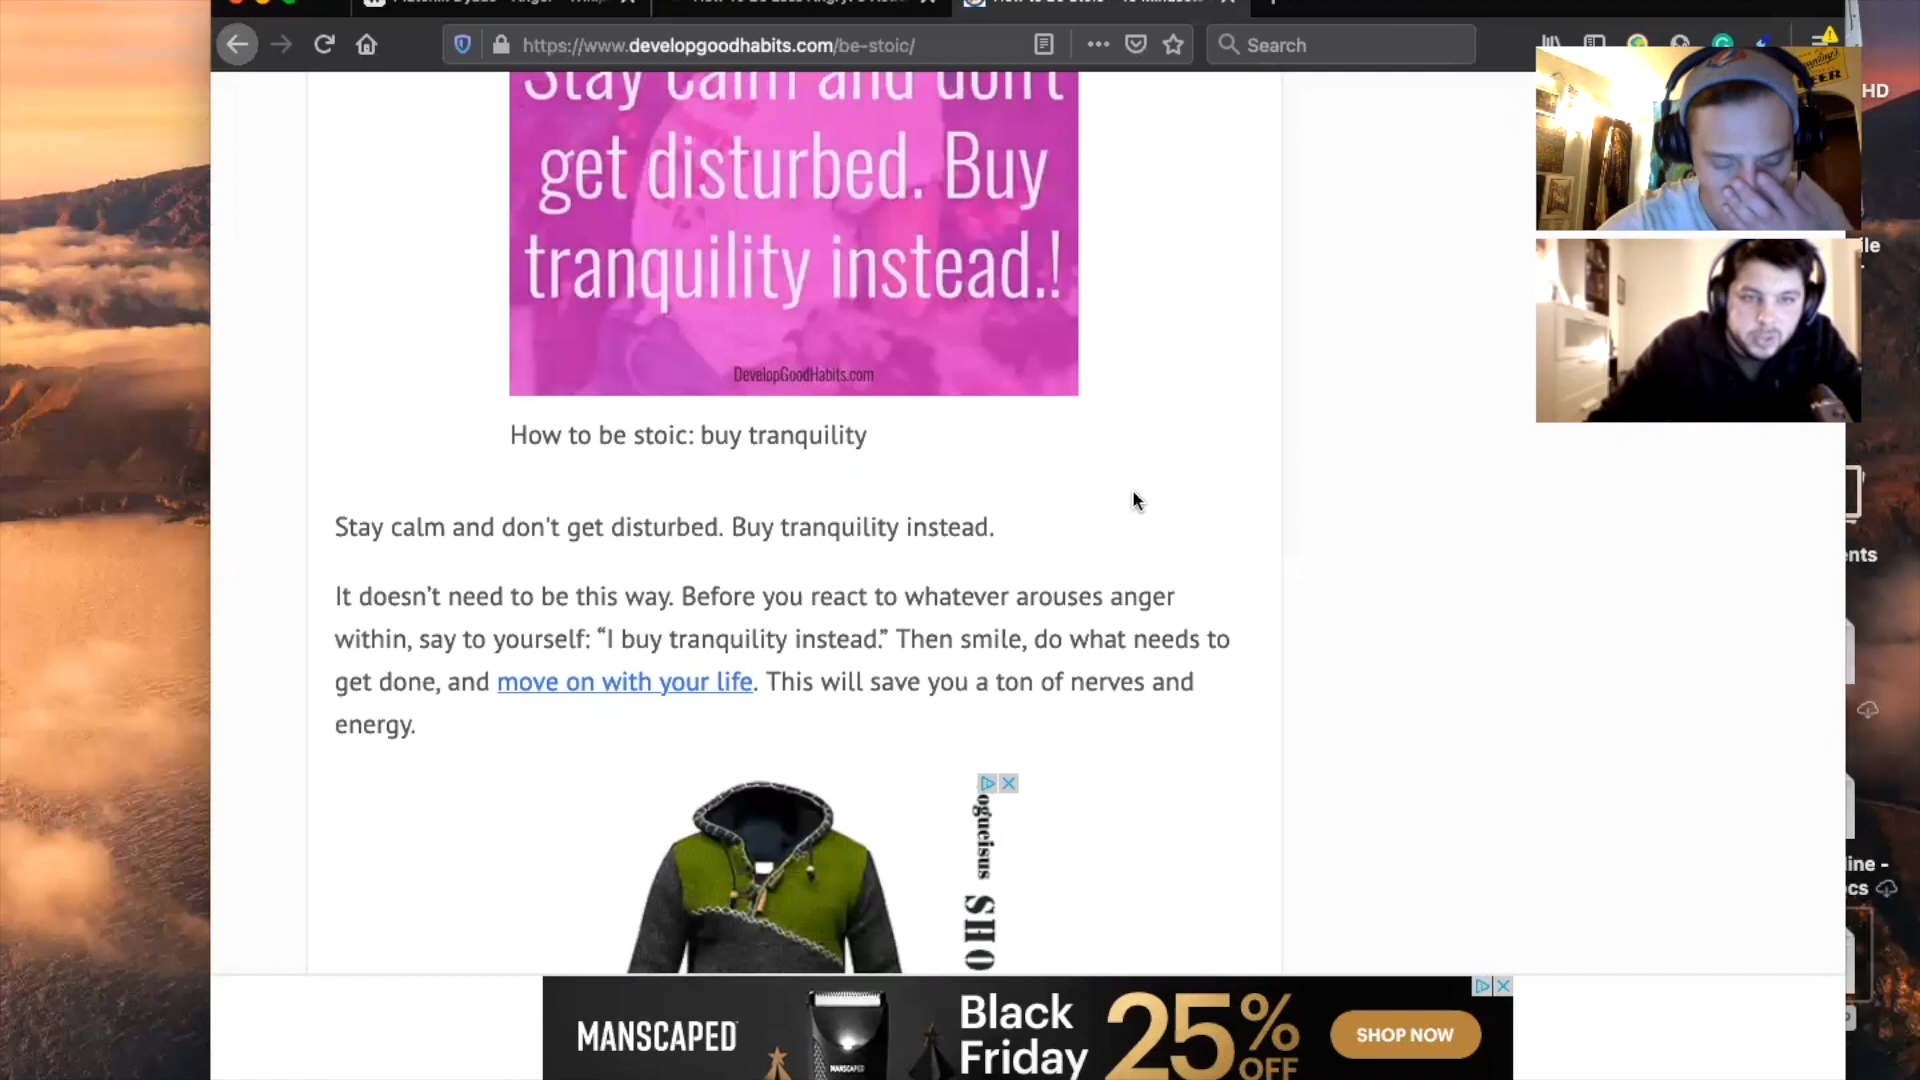 https://www.developgoodhabits.com/be-stoic/
Search
Stay calm and don't
get disturbed. Buy
tranquility instead.!
DevelopGoodHabits.com
How to be stoic: buy tranquility
Stay calm and don't get disturbed. Buy tranquility instead.
It doesn’t need to be this way. Before you react to whatever arouses anger
within, say to yourself: “I buy tranquility instead.” Then smile, do what needs to
get done, and move on with your life. This will save you a ton of nerves and
energy.
MANSCAPED
MANSCAPED
Black
Friday
25% OFF
SHOP NOW
BEER
HD